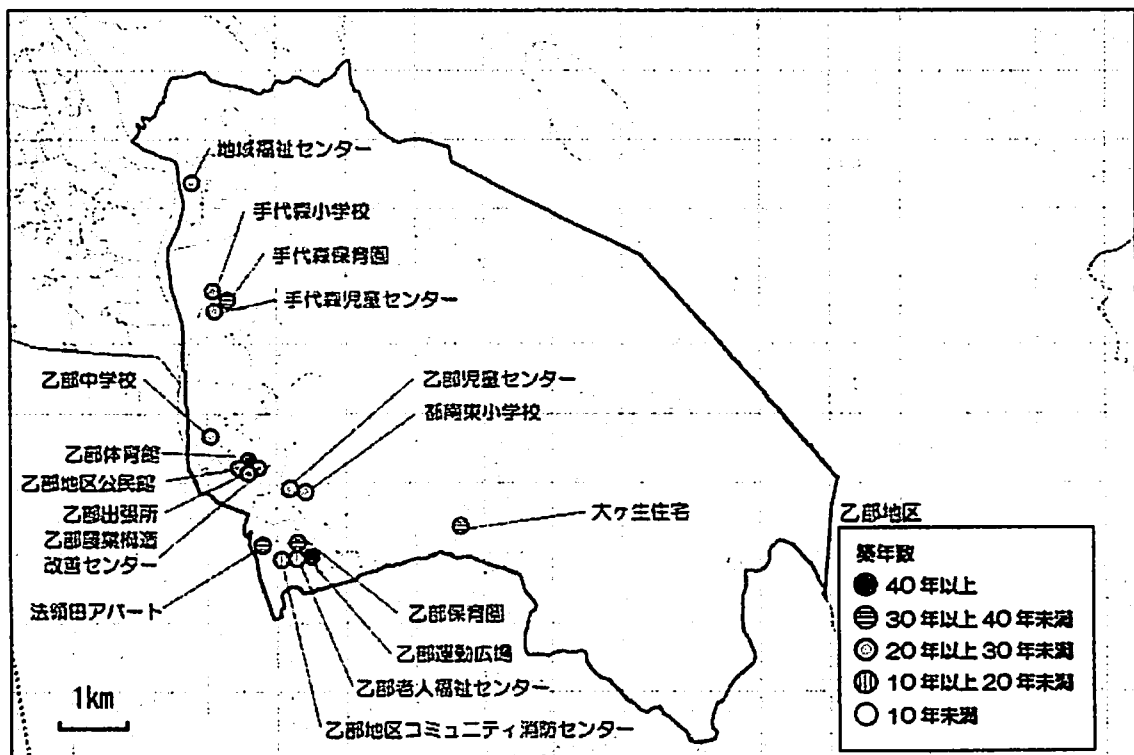 地域福祉センター
手代森小学校
手代森保育園
手代森児童センター
乙部中学校
乙部児童センター
都南東小学校
乙部体育館
乙部地区公民館
乙部出張所
乙部農業構造
改善センター
大ケ生住宅
乙部地区
法領田アパート
乙部保育園
乙部運動広場
乙部老人福祉センター
乙部地区コミュニティ消防センター
1km
築年数
40年以上
30年以上40年未満
20年以上30年未満
10年以上20年未満
10年未満